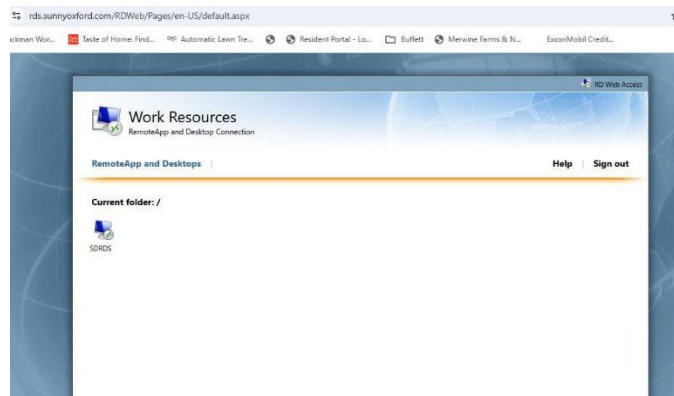 rds.sunnyoxford.com/RDWeb/Pages/en-US/default.aspx
ckman Wor... Taste of Home: Find... Automatic Lawn Tre... Resident Portal - Lo... Buffett Merwine Farms & N... ExxonMobil Credit...
RD Web Access
Work Resources
RemoteApp and Desktop Connection
RemoteApp and Desktops | Help | Sign out
Current folder: /
SDRDS